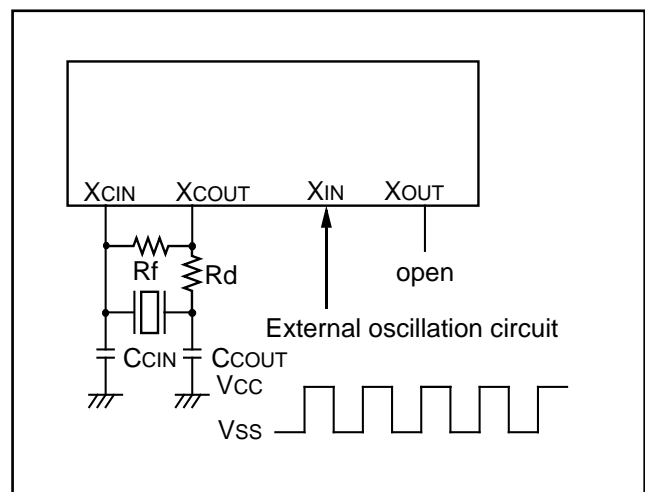 XCIN XCOUT XIN XOUT
Rf
Rd
open
External oscillation circuit
CCIN CCOUT
VCC
VSS